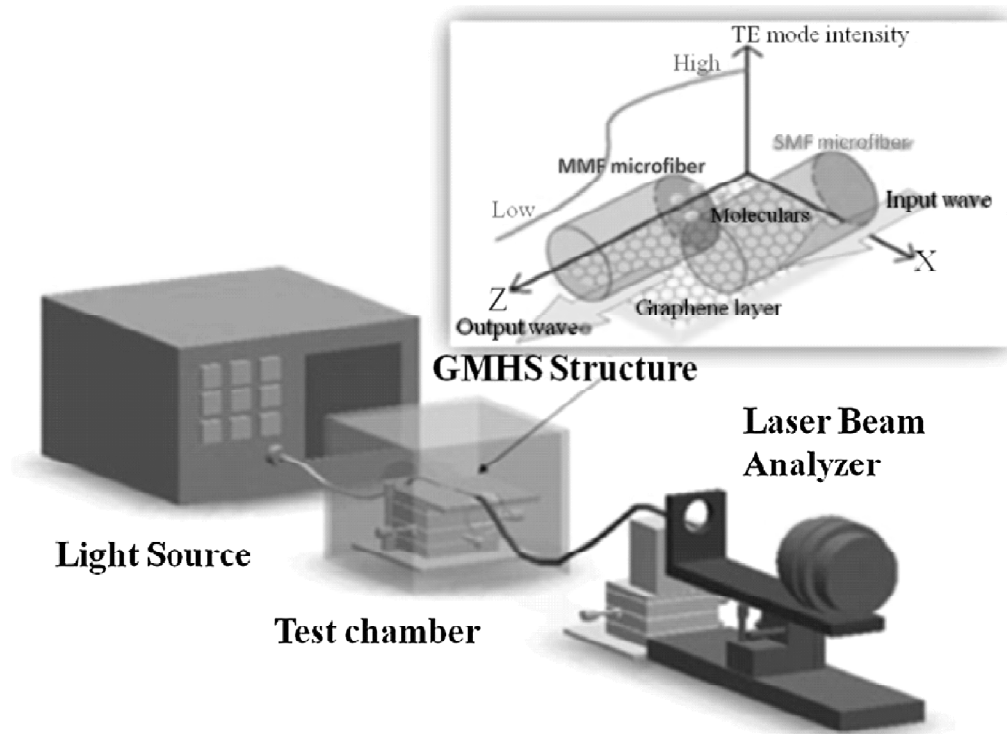 TE mode intensity
High
SMF microfiber
MMF microfiber
Low
Moleculars
Input wave
X
Z
Graphene layer
Output wave
GMHS Structure
Laser Beam
Analyzer
Light Source
Test chamber